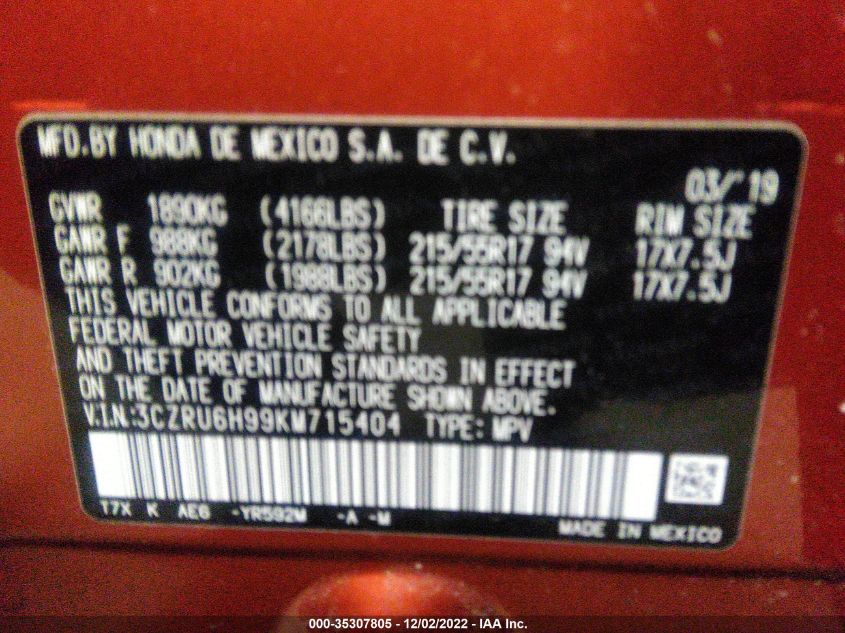 MFD.BY HONDA DE MEXICO S.A. DE C.V.
03/'19
GVWR 1890KG (4166LBS) TIRE SIZE RIM SIZE
GAWR F 988KG (2178LBS) 215/55R17 94V 17X7.5J
GAWR R 902KG (1988LBS) 215/55R17 94V 17X7.5J
THIS VEHICLE CONFORMS TO ALL APPLICABLE
FEDERAL MOTOR VEHICLE SAFETY
AND THEFT PREVENTION STANDARDS IN EFFECT
ON THE DATE OF MANUFACTURE SHOWN ABOVE.
V.I.N:3CZRU6H99KM715404 TYPE: MPV
T7X K AE6 -YR592M -A -M
MADE IN MEXICO
000-35307805 - 12/02/2022 - IAA Inc.